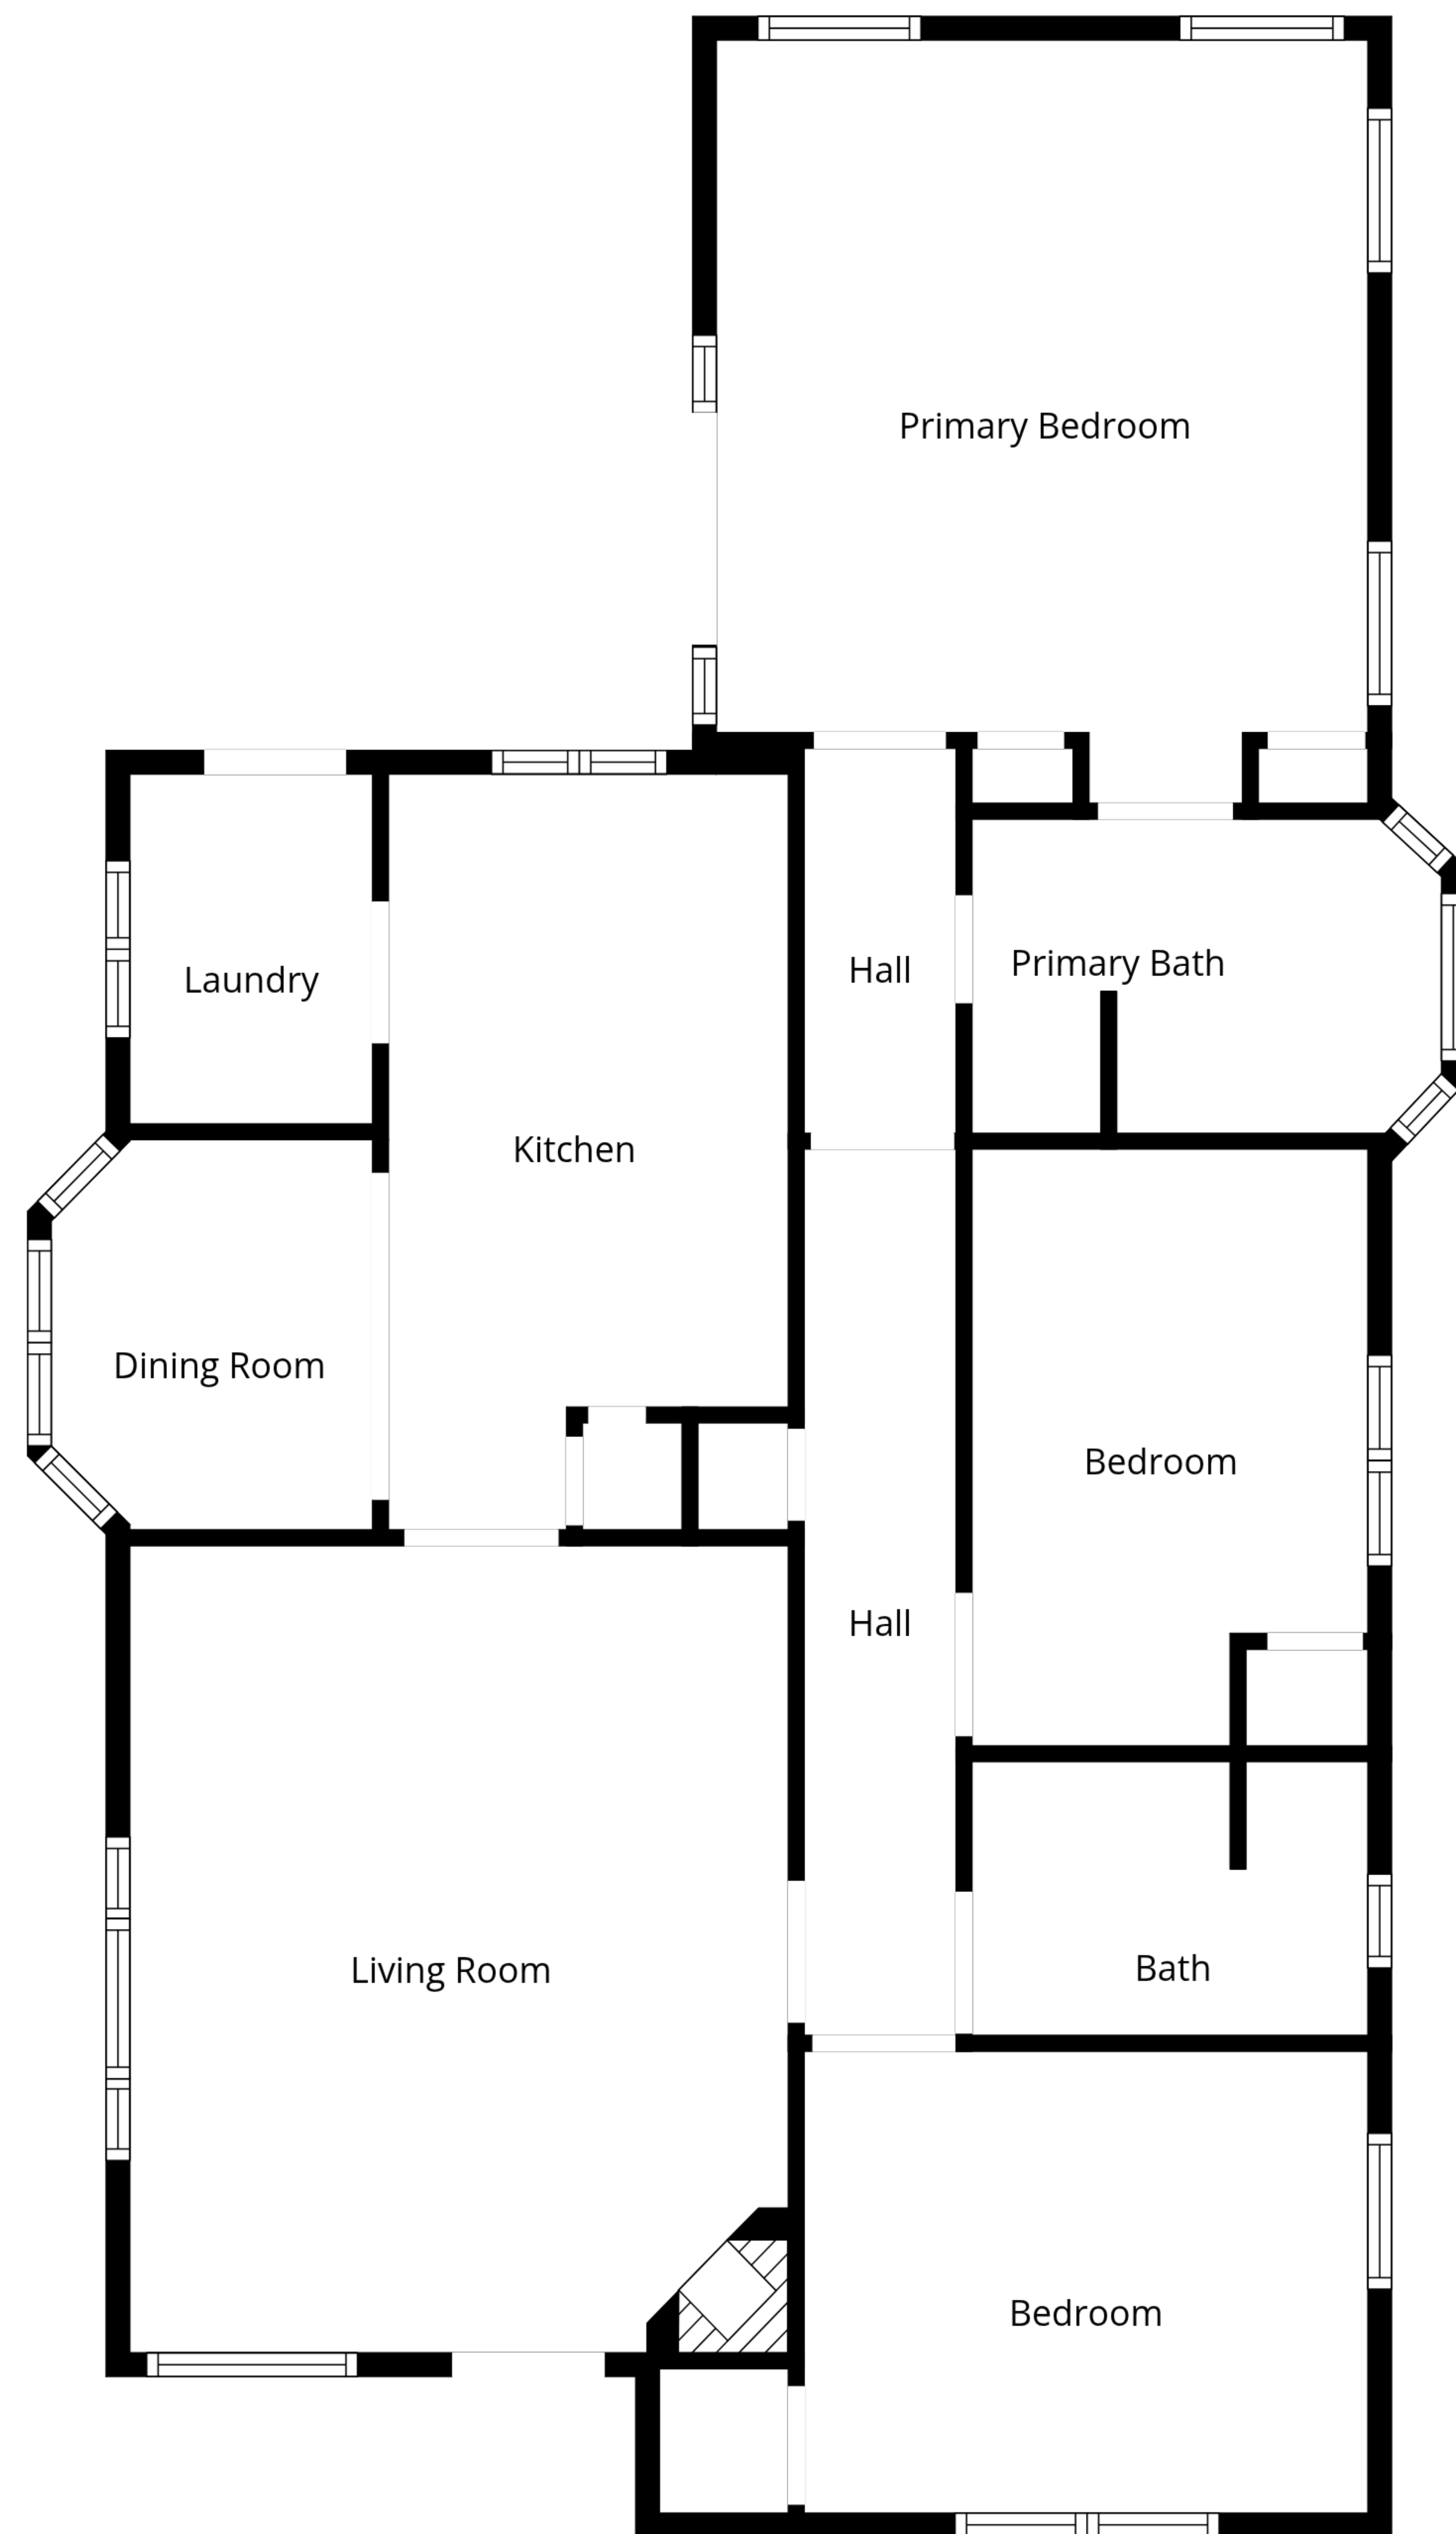 Primary Bedroom
Primary Bath
Hall
Laundry
Kitchen
Dining Room
Bedroom
Hall
Bath
Living Room
Bedroom